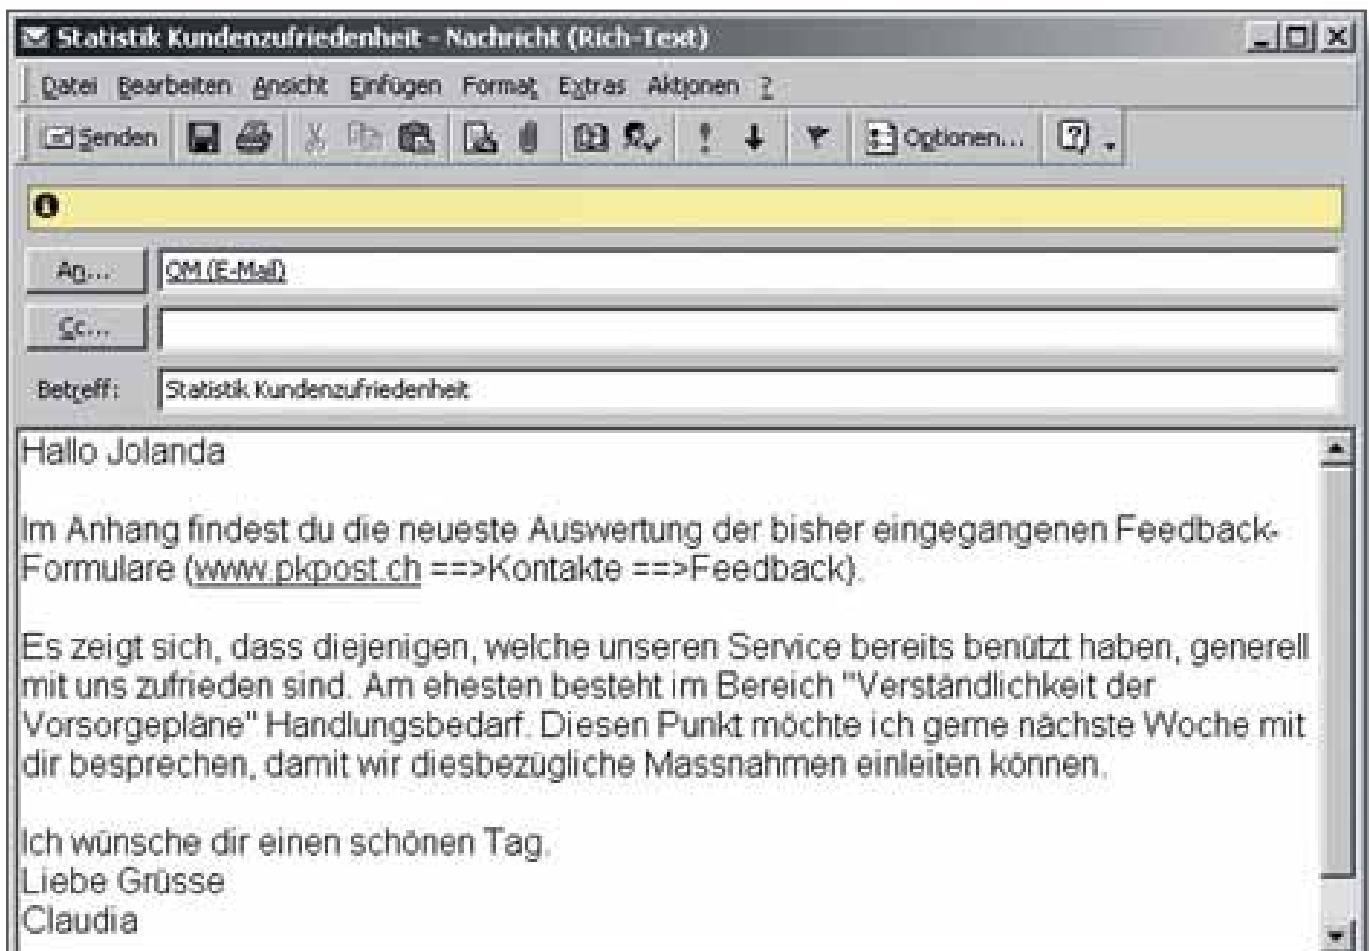 Statistik Kundenzufriedenheit - Nachricht (Rich-Text)
Datei Bearbeiten Ansicht Einfügen Format Extras Aktionen ?
Senden Optionen...
An... QM (E-Mail)
Cc...
Betreff: Statistik Kundenzufriedenheit
Hallo Jolanda
Im Anhang findest du die neueste Auswertung der bisher eingegangenen Feedback-
Formulare (www.pkpost.ch ==>Kontakte ==>Feedback).
Es zeigt sich, dass diejenigen, welche unseren Service bereits benützt haben, generell
mit uns zufrieden sind. Am ehesten besteht im Bereich "Verständlichkeit der
Vorsorgepläne" Handlungsbedarf. Diesen Punkt möchte ich gerne nächste Woche mit
dir besprechen, damit wir diesbezügliche Massnahmen einleiten können.
Ich wünsche dir einen schönen Tag.
Liebe Grüsse
Claudia